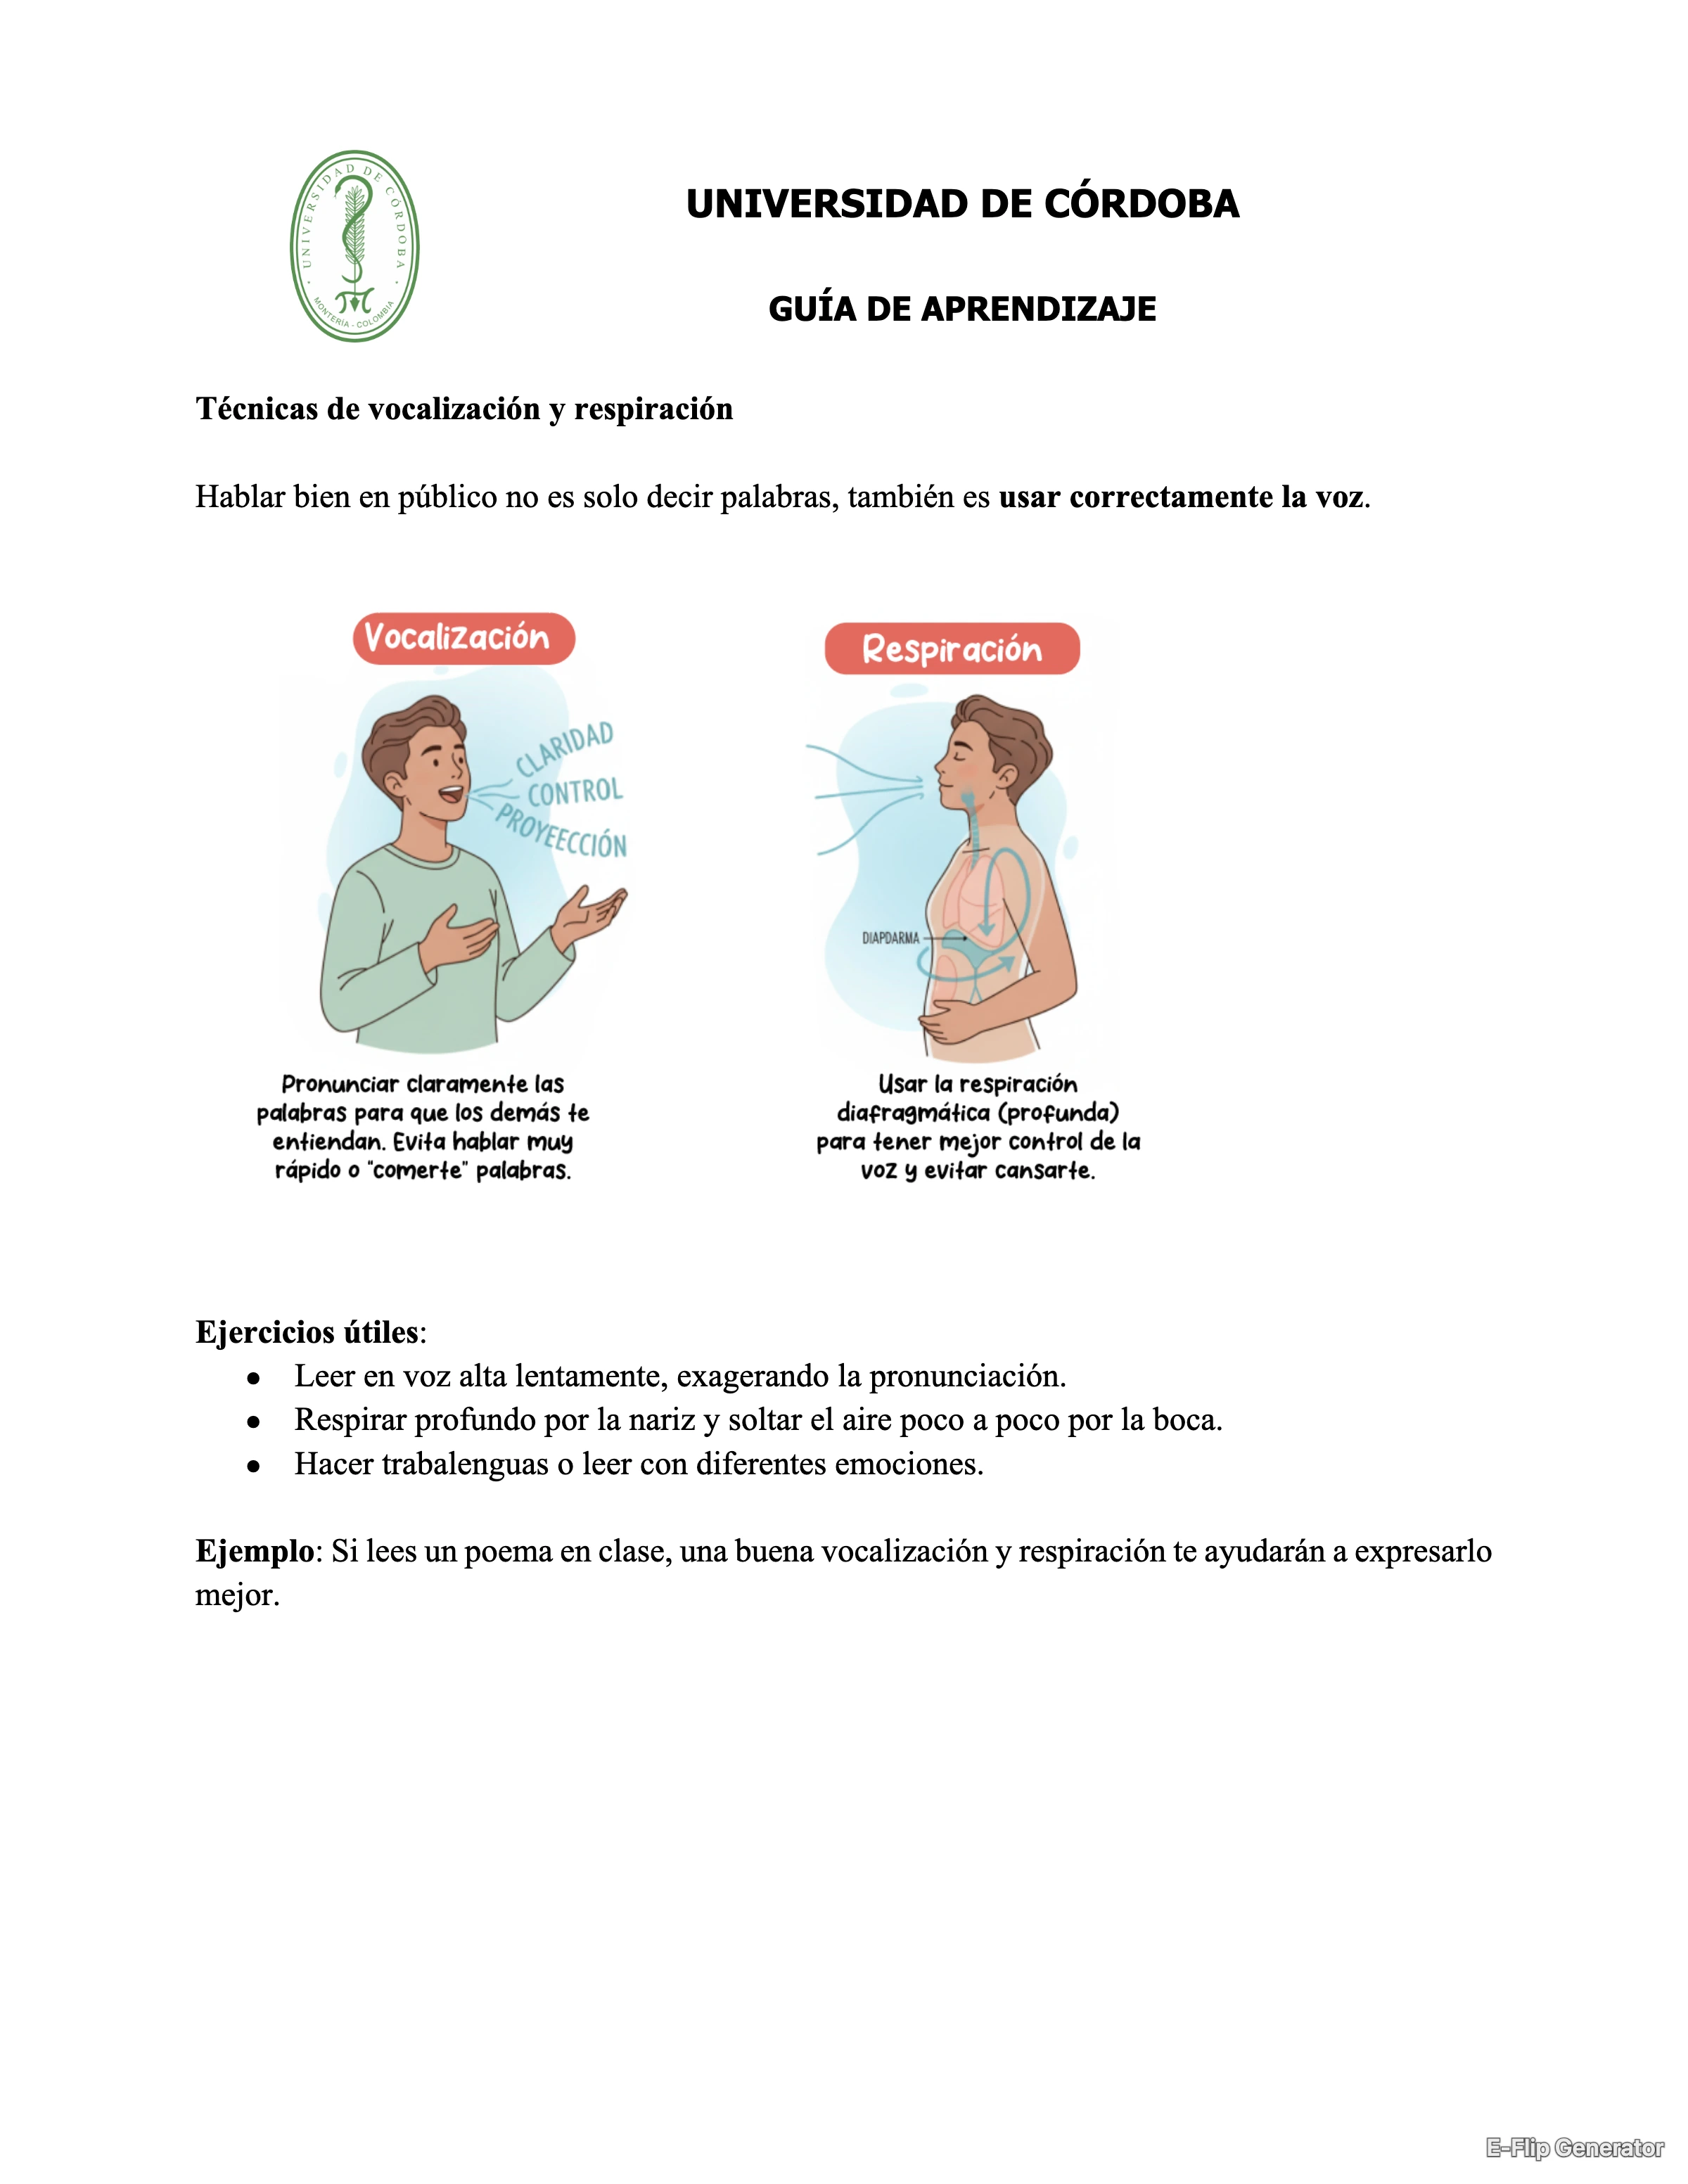 UNIVERSIDAD DE CÓRDOBA
MONTERÍA - COLOMBIA
UNIVERSIDAD DE CÓRDOBA
GUÍA DE APRENDIZAJE
Técnicas de vocalización y respiración
Hablar bien en público no es solo decir palabras, también es usar correctamente la voz.
Vocalización
CLARIDAD
CONTROL
PROYEECCIÓN
Pronunciar claramente las
palabras para que los demás te
entiendan. Evita hablar muy
rápido o "comerte" palabras.
Respiración
DIAPDARMA
Usar la respiración
diafragmática (profunda)
para tener mejor control de la
voz y evitar cansarte.
Ejercicios útiles:
• Leer en voz alta lentamente, exagerando la pronunciación.
• Respirar profundo por la nariz y soltar el aire poco a poco por la boca.
• Hacer trabalenguas o leer con diferentes emociones.
Ejemplo: Si lees un poema en clase, una buena vocalización y respiración te ayudarán a expresarlo
mejor.
E-Flip Generator